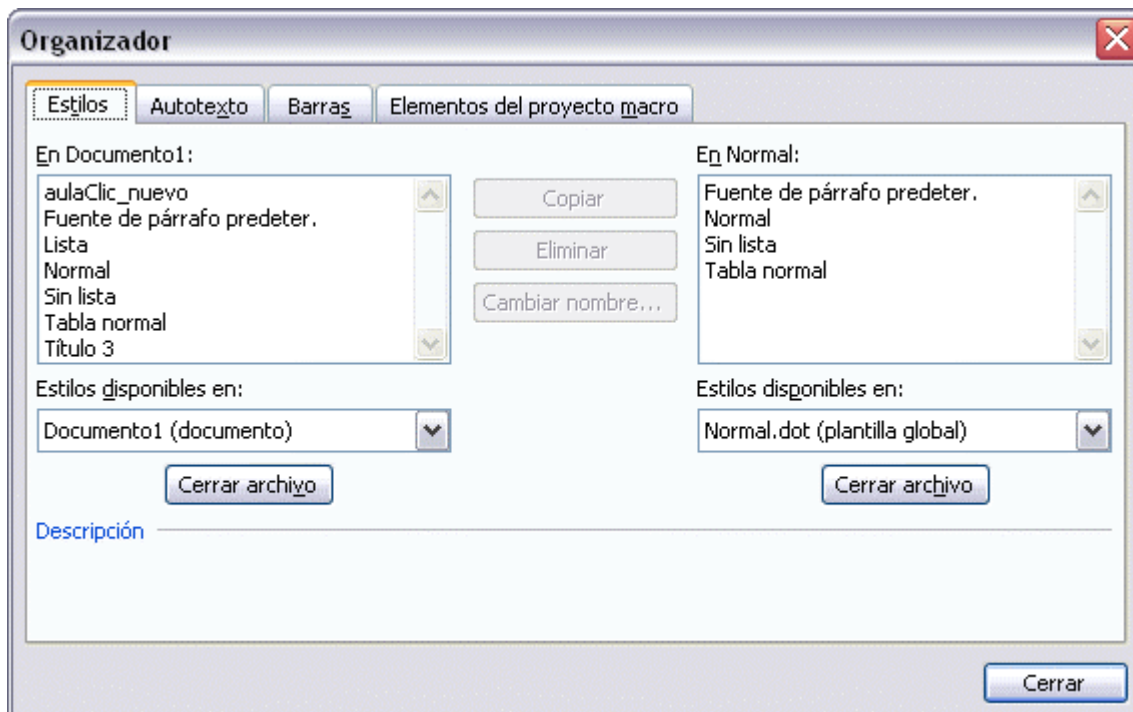 Organizador
Estilos Autotexto Barras Elementos del proyecto macro
En Documento1:
aulaClic_nuevo
Fuente de párrafo predeter.
Lista
Normal
Sin lista
Tabla normal
Título 3
Estilos disponibles en:
Documento1 (documento)
Cerrar archivo
Copiar
Eliminar
Cambiar nombre...
En Normal:
Fuente de párrafo predeter.
Normal
Sin lista
Tabla normal
Estilos disponibles en:
Normal.dot (plantilla global)
Cerrar archivo
Descripción
Cerrar